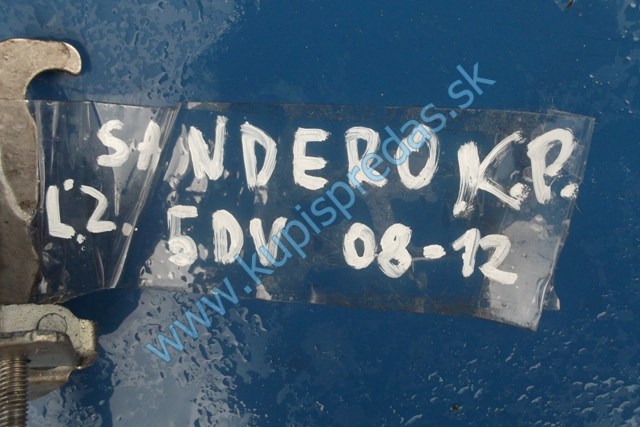 SANDERO K.P.
Ľ.Z. 5DV 08-12
www.kupispredas.sk